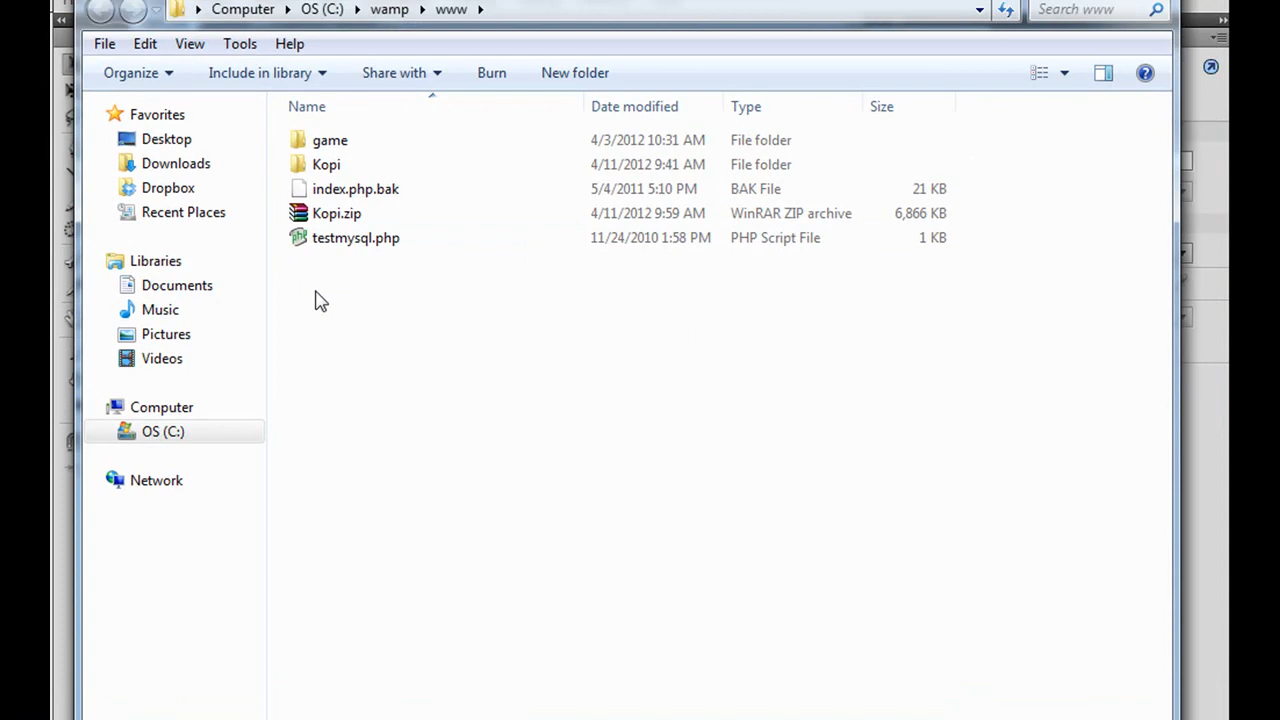 Computer OS (C:) wamp www Search www
File Edit View Tools Help
Organize Include in library Share with Burn New folder
Name Date modified Type Size
Favorites
Desktop
Downloads
Dropbox
Recent Places
Libraries
Documents
Music
Pictures
Videos
Computer
OS (C:)
Network
game 4/3/2012 10:31 AM File folder
Kopi 4/11/2012 9:41 AM File folder
index.php.bak 5/4/2011 5:10 PM BAK File 21 KB
Kopi.zip 4/11/2012 9:59 AM WinRAR ZIP archive 6,866 KB
testmysql.php 11/24/2010 1:58 PM PHP Script File 1 KB